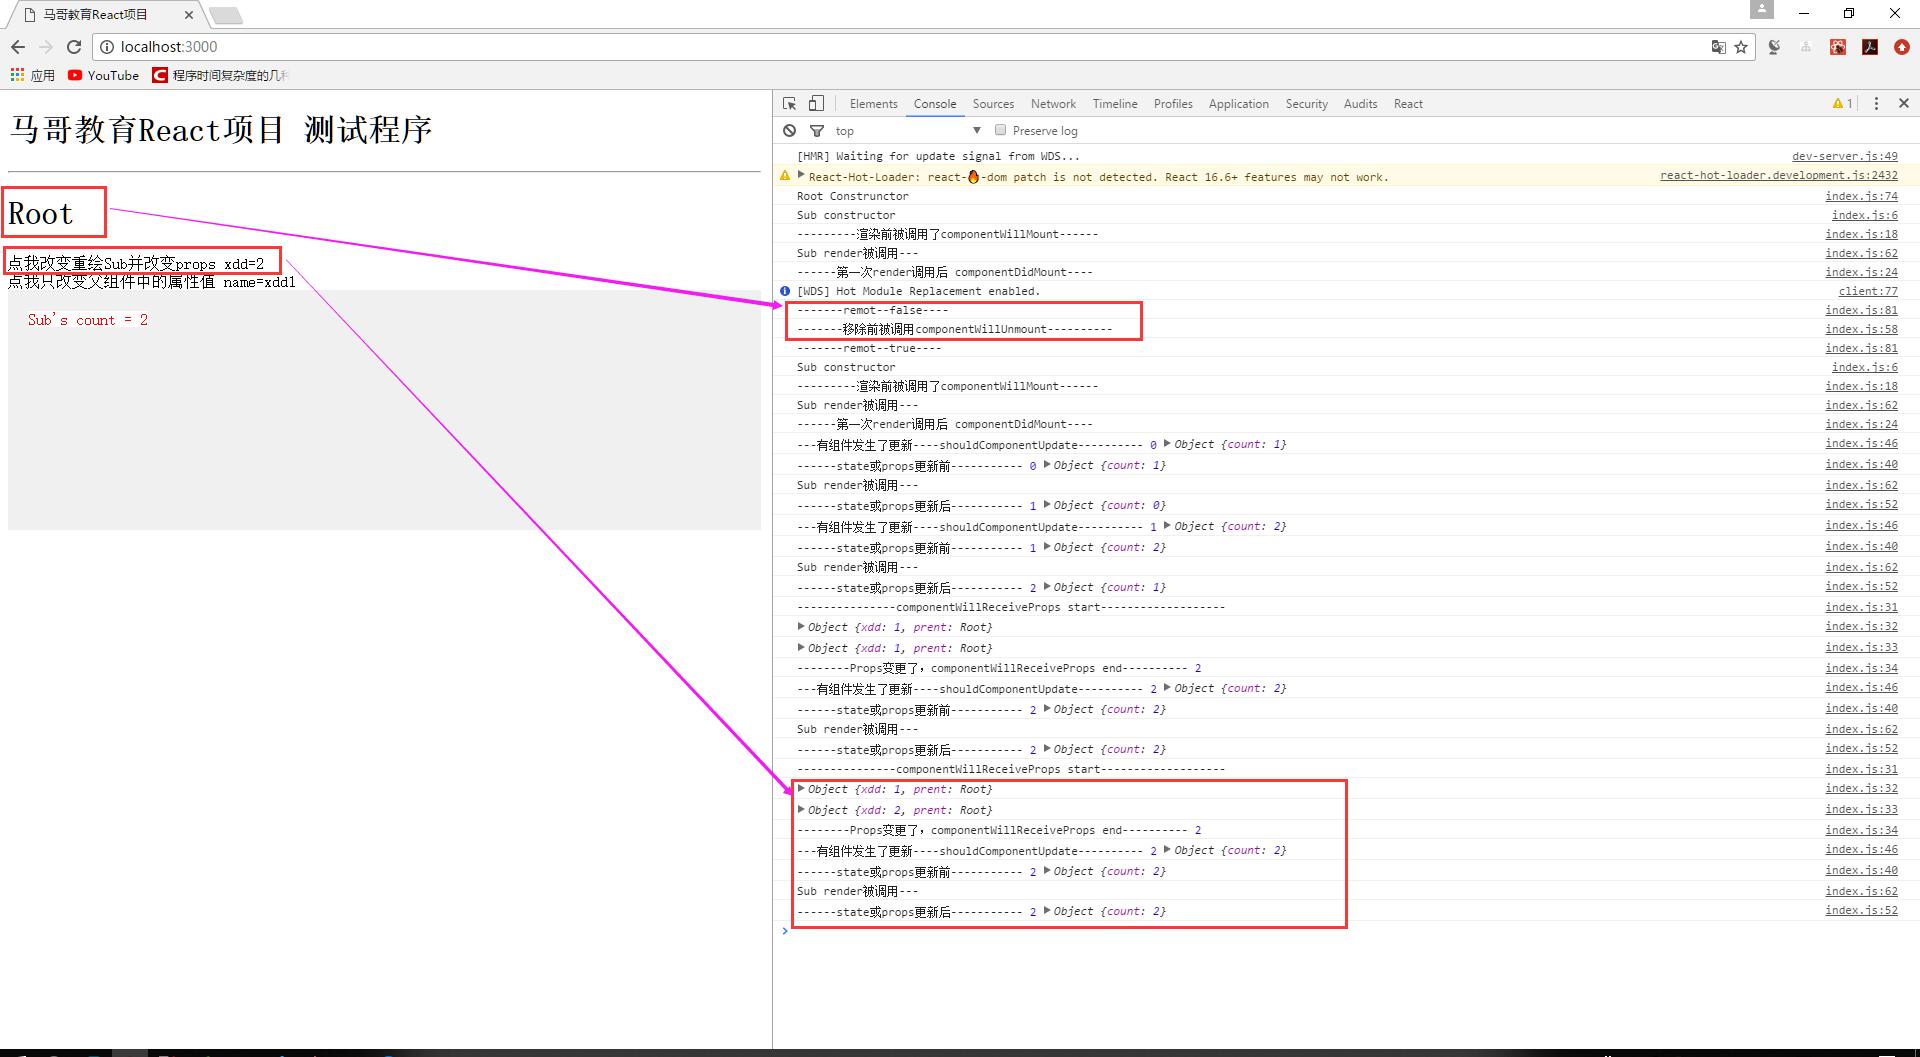 马哥教育React项目
localhost:3000
应用 YouTube 程序时间复杂度的几种
马哥教育React项目 测试程序
Root
点我改变重绘Sub并改变props xdd=2
点我只改变父组件中的属性值 name=xdd1
Sub's count = 2
Elements Console Sources Network Timeline Profiles Application Security Audits React 1
top Preserve log
[HMR] Waiting for update signal from WDS... dev-server.js:49
React-Hot-Loader: react-🔥-dom patch is not detected. React 16.6+ features may not work. react-hot-loader.development.js:2432
Root Construnctor index.js:74
Sub constructor index.js:6
---------渲染前被调用了componentWillMount------ index.js:18
Sub render被调用--- index.js:62
------第一次render调用后 componentDidMount---- index.js:24
[WDS] Hot Module Replacement enabled. client:77
-------remot--false---- index.js:81
-------移除前被调用componentWillUnmount---------- index.js:58
-------remot--true---- index.js:81
Sub constructor index.js:6
---------渲染前被调用了componentWillMount------ index.js:18
Sub render被调用--- index.js:62
------第一次render调用后 componentDidMount---- index.js:24
---有组件发生了更新----shouldComponentUpdate---------- 0 Object {count: 1} index.js:46
------state或props更新前----------- 0 Object {count: 1} index.js:40
Sub render被调用--- index.js:62
------state或props更新后----------- 1 Object {count: 0} index.js:52
---有组件发生了更新----shouldComponentUpdate---------- 1 Object {count: 2} index.js:46
------state或props更新前----------- 1 Object {count: 2} index.js:40
Sub render被调用--- index.js:62
------state或props更新后----------- 2 Object {count: 1} index.js:52
---------------componentWillReceiveProps start------------------- index.js:31
Object {xdd: 1, prent: Root} index.js:32
Object {xdd: 1, prent: Root} index.js:33
--------Props变更了，componentWillReceiveProps end---------- 2 index.js:34
---有组件发生了更新----shouldComponentUpdate---------- 2 Object {count: 2} index.js:46
------state或props更新前----------- 2 Object {count: 2} index.js:40
Sub render被调用--- index.js:62
------state或props更新后----------- 2 Object {count: 2} index.js:52
---------------componentWillReceiveProps start------------------- index.js:31
Object {xdd: 1, prent: Root} index.js:32
Object {xdd: 2, prent: Root} index.js:33
--------Props变更了，componentWillReceiveProps end---------- 2 index.js:34
---有组件发生了更新----shouldComponentUpdate---------- 2 Object {count: 2} index.js:46
------state或props更新前----------- 2 Object {count: 2} index.js:40
Sub render被调用--- index.js:62
------state或props更新后----------- 2 Object {count: 2} index.js:52